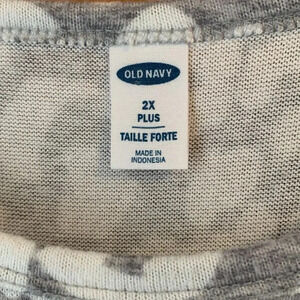 OLD NAVY
2X
PLUS
TAILLE FORTE
MADE IN
INDONESIA